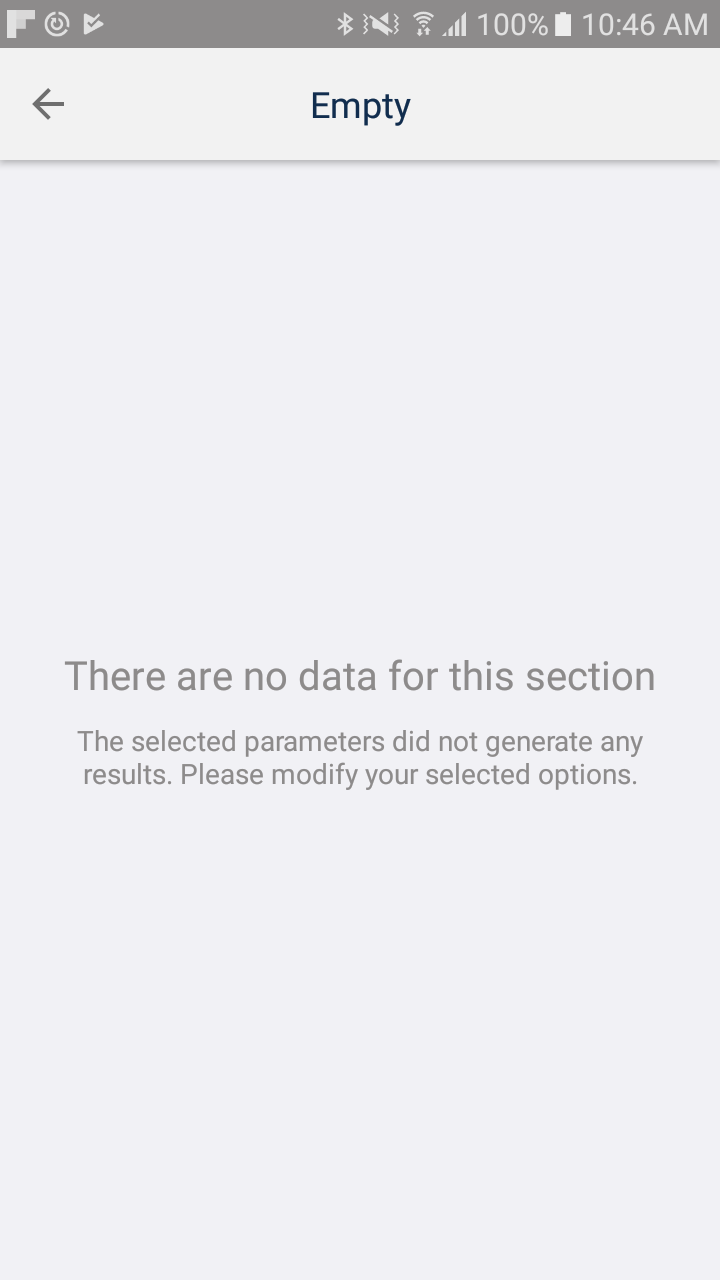 100% 10:46 AM
Empty
There are no data for this section
The selected parameters did not generate any
results. Please modify your selected options.